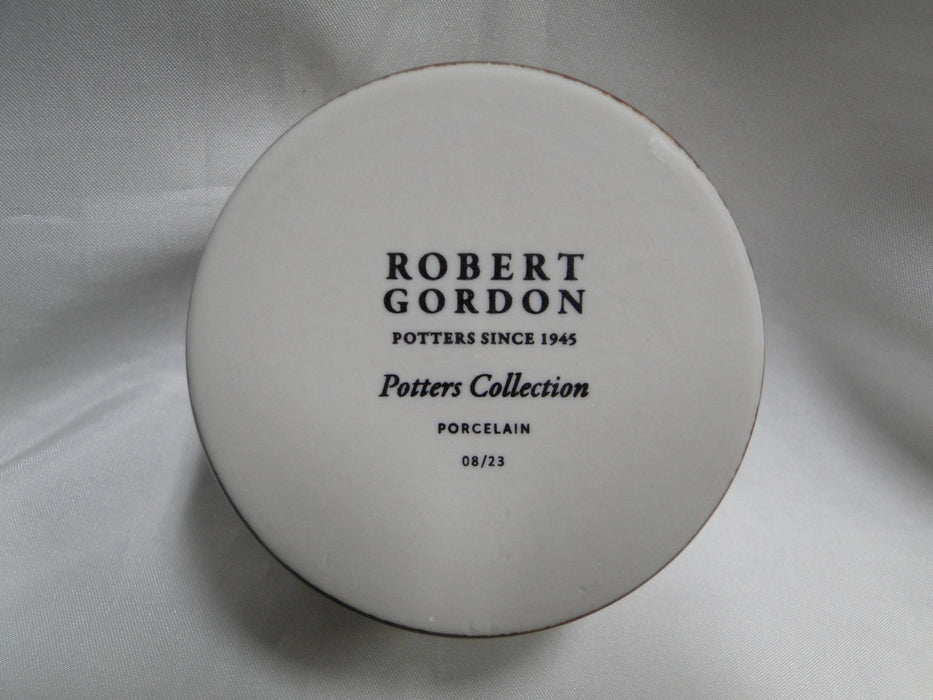 ROBERT
GORDON
POTTERS SINCE 1945
Potters Collection
PORCELAIN
08/23